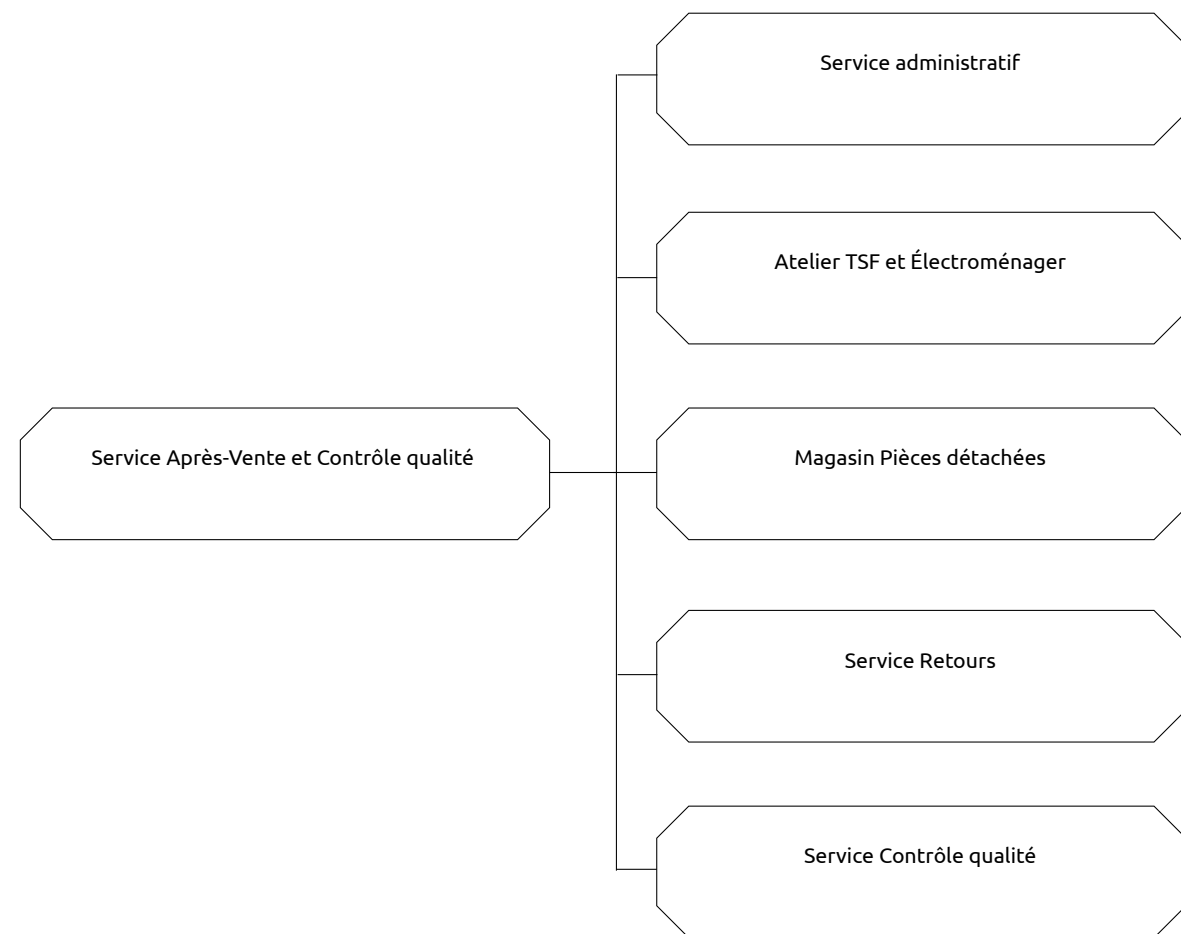 Service administratif
Atelier TSF et Électroménager
Service Après-Vente et Contrôle qualité
Magasin Pièces détachées
Service Retours
Service Contrôle qualité